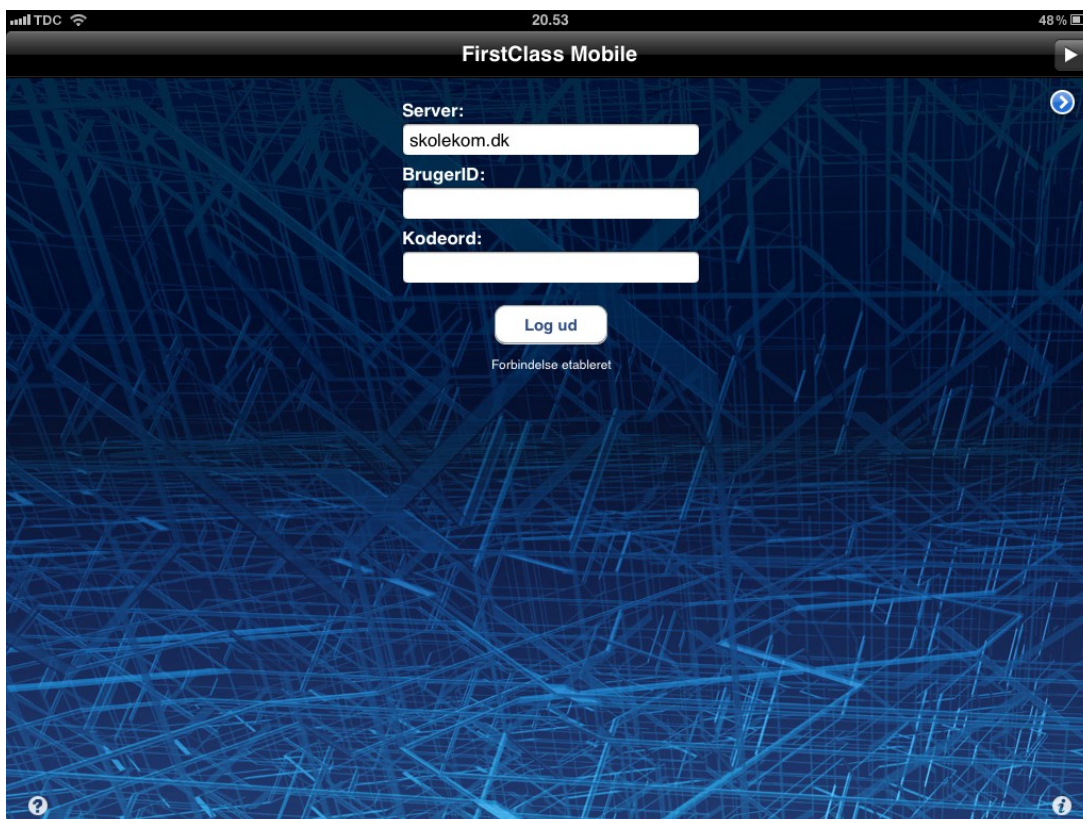 TDC 20.53 48 %
FirstClass Mobile
Server:
skolekom.dk
BrugerID:
Kodeord:
Log ud
Forbindelse etableret